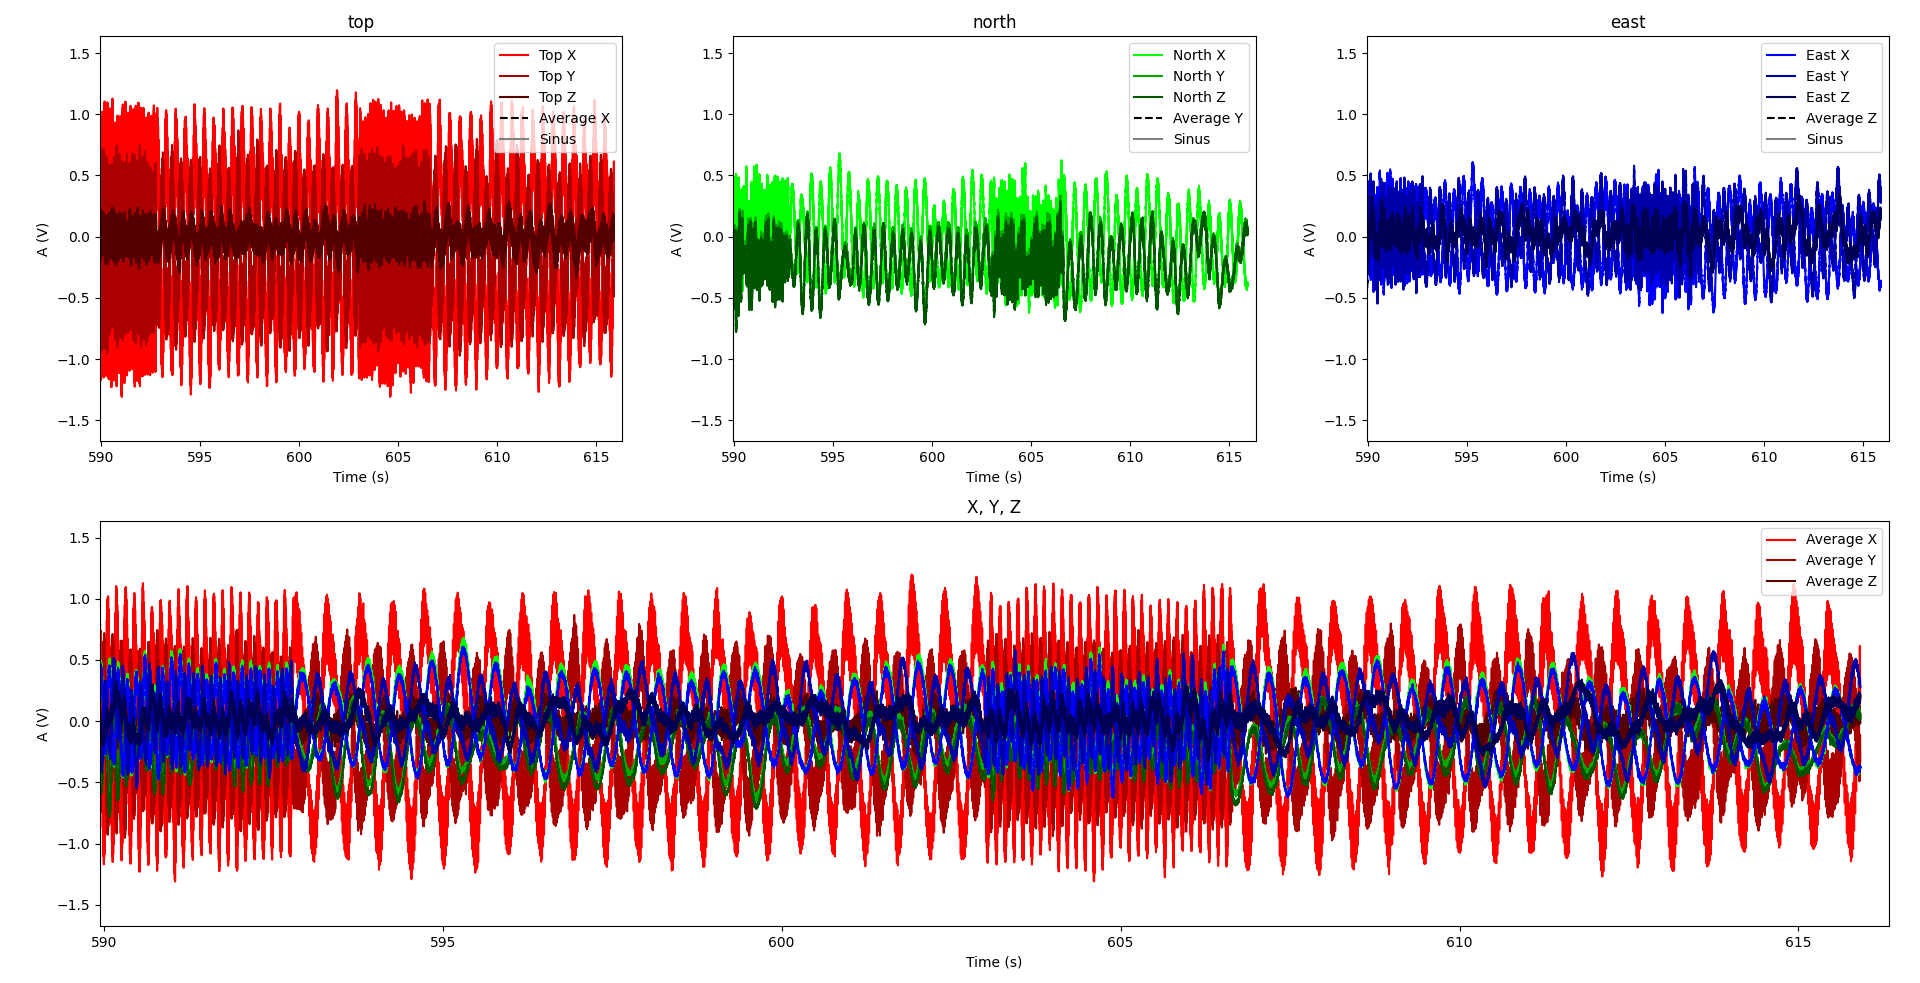 top
1.5
1.0
0.5
0.0
−0.5
−1.0
−1.5
A (V)
590 595 600 605 610 615
Time (s)
Top X
Top Y
Top Z
Average X
Sinus
north
1.5
1.0
0.5
0.0
−0.5
−1.0
−1.5
A (V)
590 595 600 605 610 615
Time (s)
North X
North Y
North Z
Average Y
Sinus
east
1.5
1.0
0.5
0.0
−0.5
−1.0
−1.5
A (V)
590 595 600 605 610 615
Time (s)
East X
East Y
East Z
Average Z
Sinus
X, Y, Z
1.5
1.0
0.5
0.0
−0.5
−1.0
−1.5
A (V)
590 595 600 605 610 615
Time (s)
Average X
Average Y
Average Z